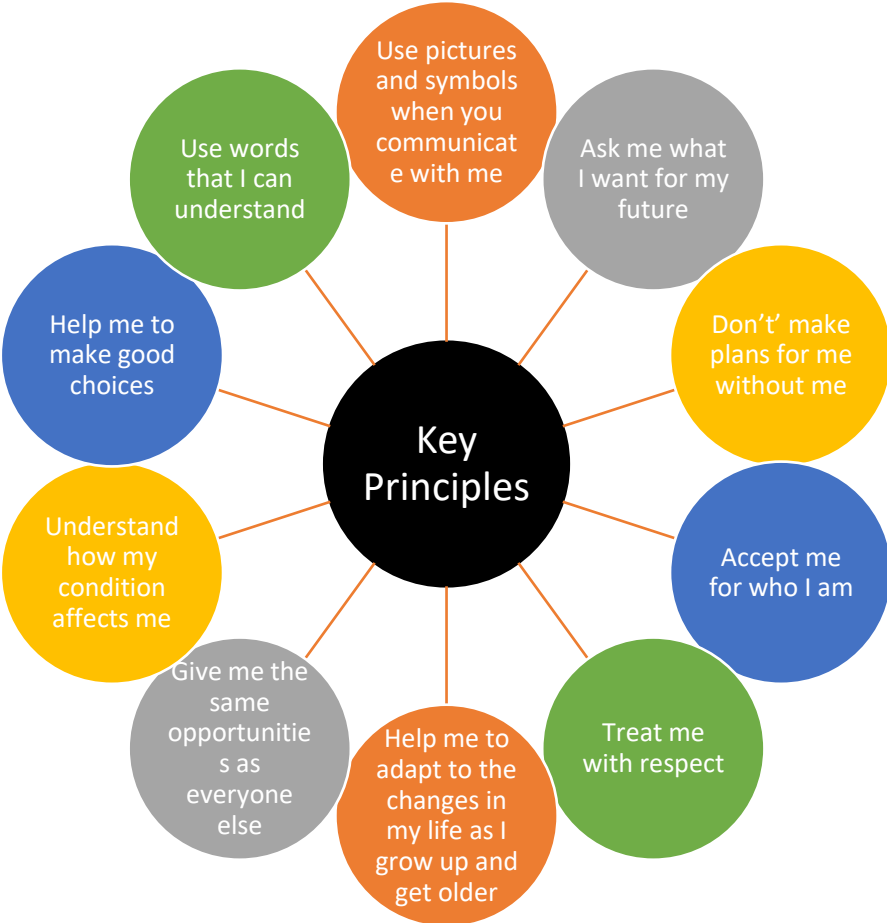 Use pictures
and symbols
when you
communicat
e with me
Ask me what
I want for my
future
Don’t’ make
plans for me
without me
Accept me
for who I am
Treat me
with respect
Help me to
adapt to the
changes in
my life as I
grow up and
get older
Give me the
same
opportunitie
s as
everyone
else
Understand
how my
condition
affects me
Help me to
make good
choices
Use words
that I can
understand
Key
Principles